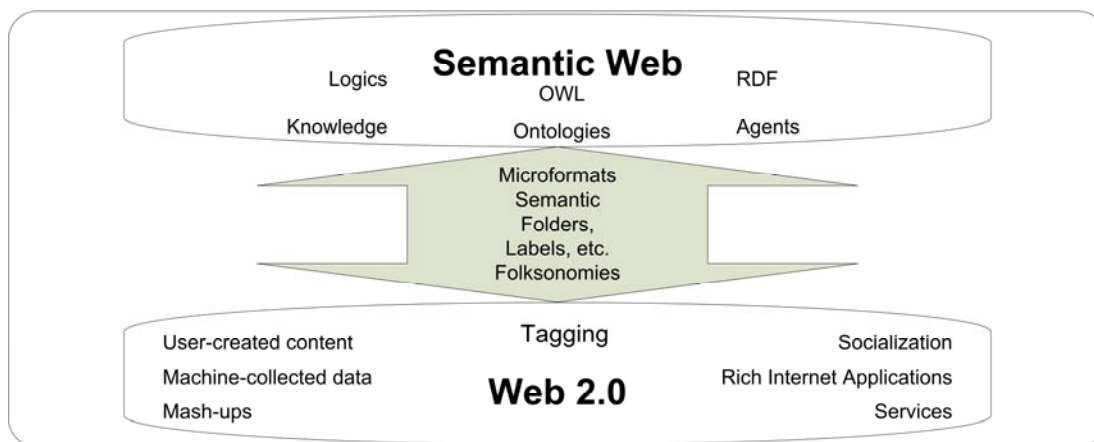 Semantic Web
Logics
OWL
RDF
Knowledge
Ontologies
Agents
Microformats
Semantic
Folders,
Labels, etc.
Folksonomies
Tagging
User-created content
Socialization
Machine-collected data
Web 2.0
Rich Internet Applications
Mash-ups
Services